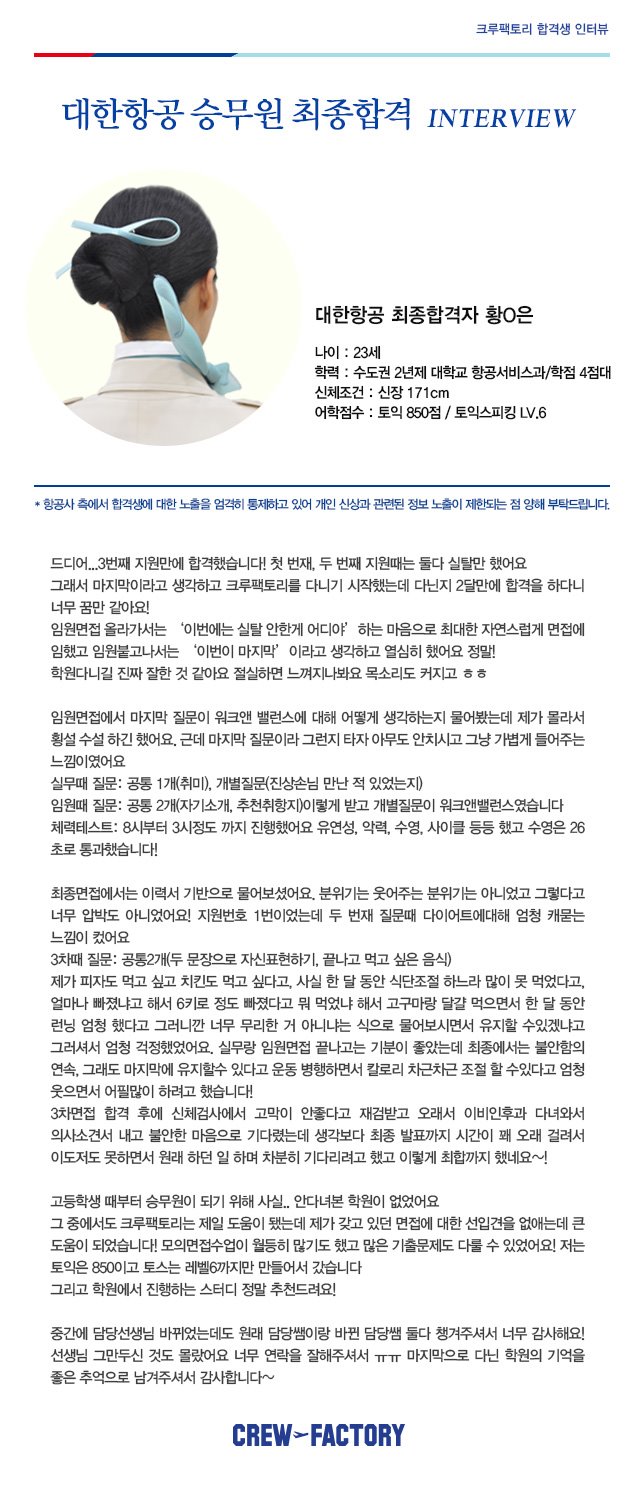 크루팩토리 합격생 인터뷰
대한항공 승무원 최종합격 INTERVIEW
대한항공 최종합격자 황O은
나이 : 23세
학력 : 수도권 2년제 대학교 항공서비스과/학점 4점대
신체조건 : 신장 171cm
어학점수 : 토익 850점 / 토익스피킹 LV.6
* 항공사 측에서 합격생에 대한 노출을 엄격히 통제하고 있어 개인 신상과 관련된 정보 노출이 제한되는 점 양해 부탁드립니다.
드디어...3번째 지원만에 합격했습니다! 첫 번재, 두 번째 지원때는 둘다 실탈만 했어요
그래서 마지막이라고 생각하고 크루팩토리를 다니기 시작했는데 다닌지 2달만에 합격을 하다니
너무 꿈만 같아요!
임원면접 올라가서는 ‘이번에는 실탈 안한게 어디야’ 하는 마음으로 최대한 자연스럽게 면접에
임했고 임원붙고나서는 ‘이번이 마지막’ 이라고 생각하고 열심히 했어요 정말!
학원다니길 진짜 잘한 것 같아요 절실하면 느껴지나봐요 목소리도 커지고 ㅎㅎ
임원면접에서 마지막 질문이 워크앤 밸런스에 대해 어떻게 생각하는지 물어봤는데 제가 몰라서
횡설 수설 하긴 했어요. 근데 마지막 질문이라 그런지 타자 아무도 안치시고 그냥 가볍게 들어주는
느낌이였어요
실무때 질문: 공통 1개(취미), 개별질문(진상손님 만난 적 있었는지)
임원때 질문: 공통 2개(자기소개, 추천취항지)이렇게 받고 개별질문이 워크앤밸런스였습니다
체력테스트: 8시부터 3시정도 까지 진행했어요 유연성, 악력, 수영, 사이클 등등 했고 수영은 26
초로 통과했습니다!
최종면접에서는 이력서 기반으로 물어보셨어요. 분위기는 웃어주는 분위기는 아니었고 그렇다고
너무 압박도 아니었어요! 지원번호 1번이었는데 두 번재 질문때 다이어트에대해 엄청 캐묻는
느낌이 컸어요
3차때 질문: 공통2개(두 문장으로 자신표현하기, 끝나고 먹고 싶은 음식)
제가 피자도 먹고 싶고 치킨도 먹고 싶다고, 사실 한 달 동안 식단조절 하느라 많이 못 먹었다고,
얼마나 빠졌냐고 해서 6키로 정도 빠졌다고 뭐 먹었냐 해서 고구마랑 달걀 먹으면서 한 달 동안
런닝 엄청 했다고 그러니깐 너무 무리한 거 아니냐는 식으로 물어보시면서 유지할 수있겠냐고
그러셔서 엄청 걱정했었어요. 실무랑 임원면접 끝나고는 기분이 좋았는데 최종에서는 불안함의
연속, 그래도 마지막에 유지할수 있다고 운동 병행하면서 칼로리 차근차근 조절 할 수있다고 엄청
웃으면서 어필많이 하려고 했습니다!
3차면접 합격 후에 신체검사에서 고막이 안좋다고 재검받고 오래서 이비인후과 다녀와서
의사소견서 내고 불안한 마음으로 기다렸는데 생각보다 최종 발표까지 시간이 꽤 오래 걸려서
이도저도 못하면서 원래 하던 일 하며 차분히 기다리려고 했고 이렇게 최합까지 했네요~!
고등학생 때부터 승무원이 되기 위해 사실.. 안다녀본 학원이 없었어요
그 중에서도 크루팩토리는 제일 도움이 됐는데 제가 갖고 있던 면접에 대한 선입견을 없애는데 큰
도움이 되었습니다! 모의면접수업이 월등히 많기도 했고 많은 기출문제도 다룰 수 있었어요! 저는
토익은 850이고 토스는 레벨6까지만 만들어서 갔습니다
그리고 학원에서 진행하는 스터디 정말 추천드려요!
중간에 담당선생님 바뀌었는데도 원래 담당쌤이랑 바뀐 담당쌤 둘다 챙겨주셔서 너무 감사해요!
선생님 그만두신 것도 몰랐어요 너무 연락을 잘해주셔서 ㅠㅠ 마지막으로 다닌 학원의 기억을
좋은 추억으로 남겨주셔서 감사합니다~
CREW FACTORY